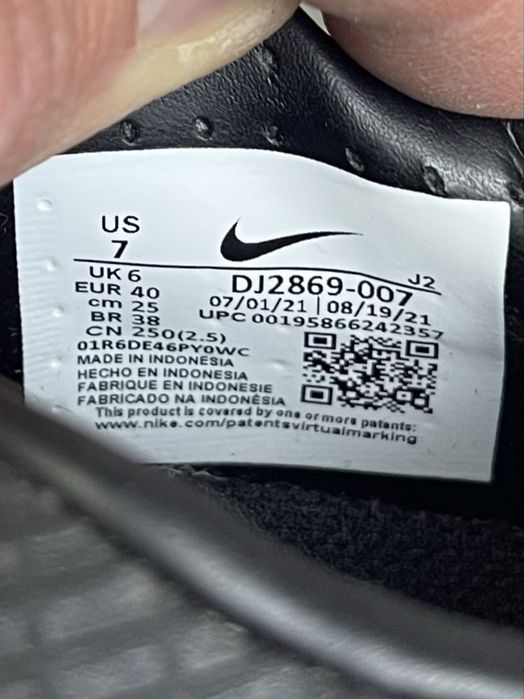 US
7
J2
UK 6
DJ2869-007
EUR 40
07/01/21 | 08/19/21
cm 25
UPC 00195866242357
BR 38
CN 250(2.5)
01R6DE46PY0WC
MADE IN INDONESIA
HECHO EN INDONESIA
FABRIQUE EN INDONESIE
FABRICADO NA INDONÉSIA
This product is covered by one or more patents:
www.nike.com/patentsvirtualmarking